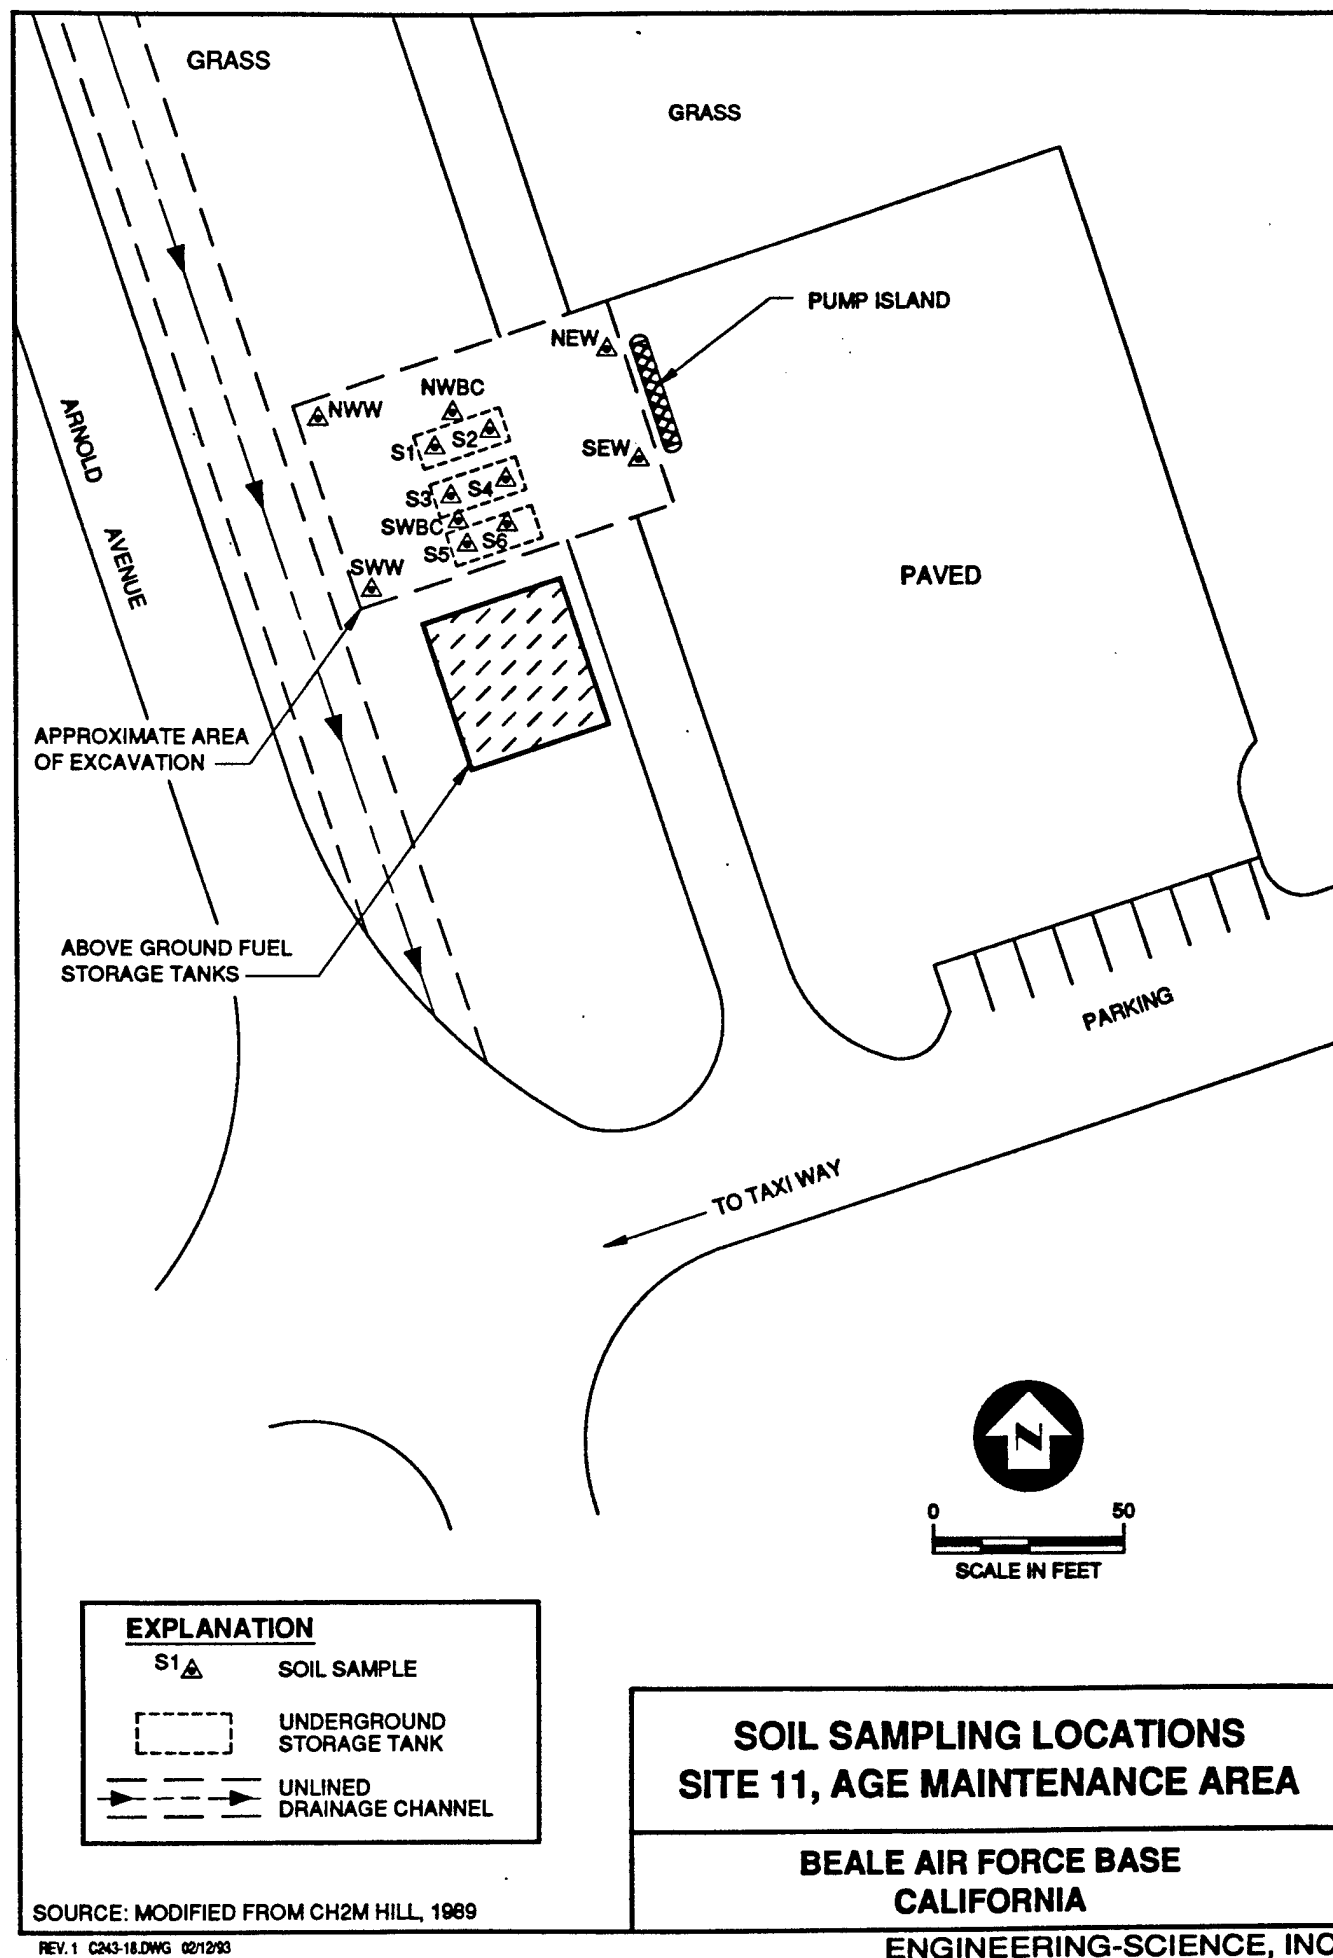 GRASS
GRASS
PUMP ISLAND
NEW
NWBC
NWW
S1
S2
SEW
S3
S4
SWBC
S5
S6
SWW
ARNOLD AVENUE
PAVED
APPROXIMATE AREA
OF EXCAVATION
ABOVE GROUND FUEL
STORAGE TANKS
PARKING
TO TAXI WAY
N
0 50
SCALE IN FEET
EXPLANATION
S1 SOIL SAMPLE
UNDERGROUND
STORAGE TANK
UNLINED
DRAINAGE CHANNEL
SOIL SAMPLING LOCATIONS
SITE 11, AGE MAINTENANCE AREA
BEALE AIR FORCE BASE
CALIFORNIA
SOURCE: MODIFIED FROM CH2M HILL, 1989
REV. 1 C243-18.DWG 02/12/93
ENGINEERING-SCIENCE, INC